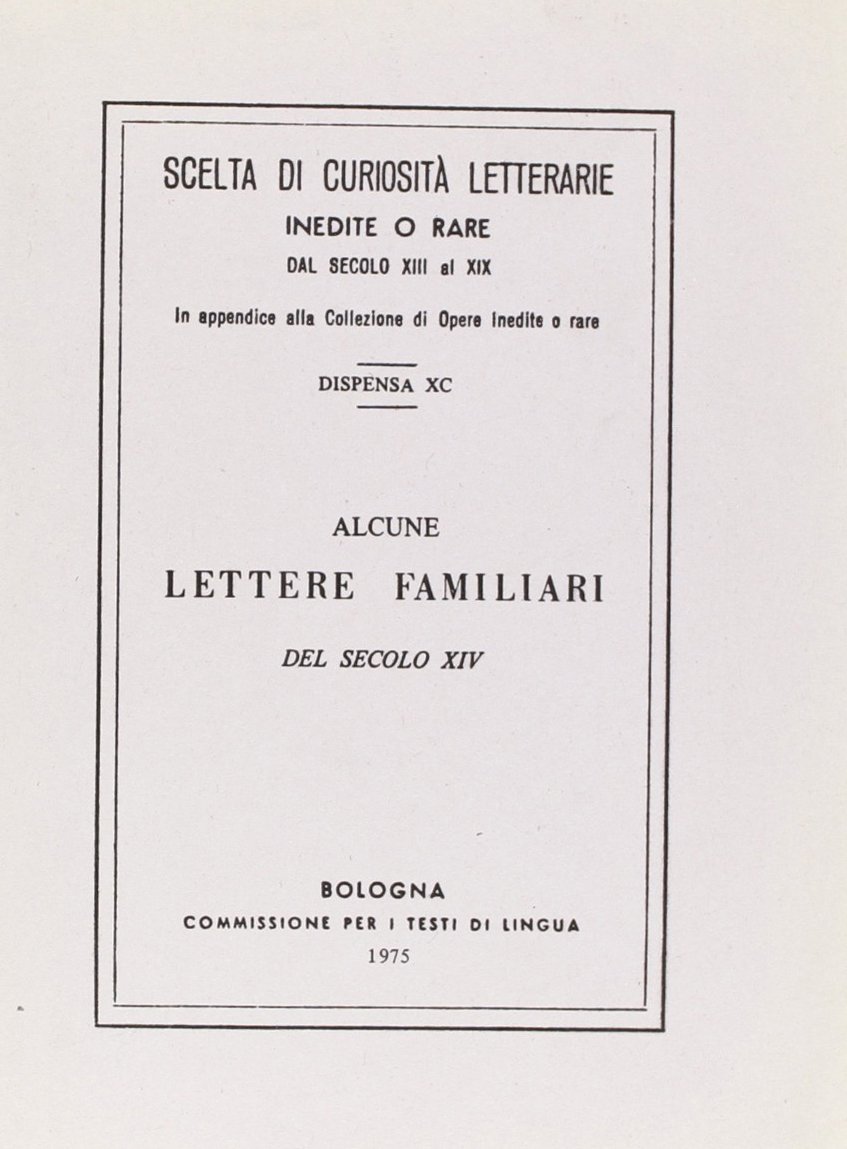 SCELTA DI CURIOSITÀ LETTERARIE
INEDITE O RARE
DAL SECOLO XIII al XIX
In appendice alla Collezione di Opere inedite o rare
DISPENSA XC
ALCUNE
LETTERE FAMILIARI
DEL SECOLO XIV
BOLOGNA
COMMISSIONE PER I TESTI DI LINGUA
1975